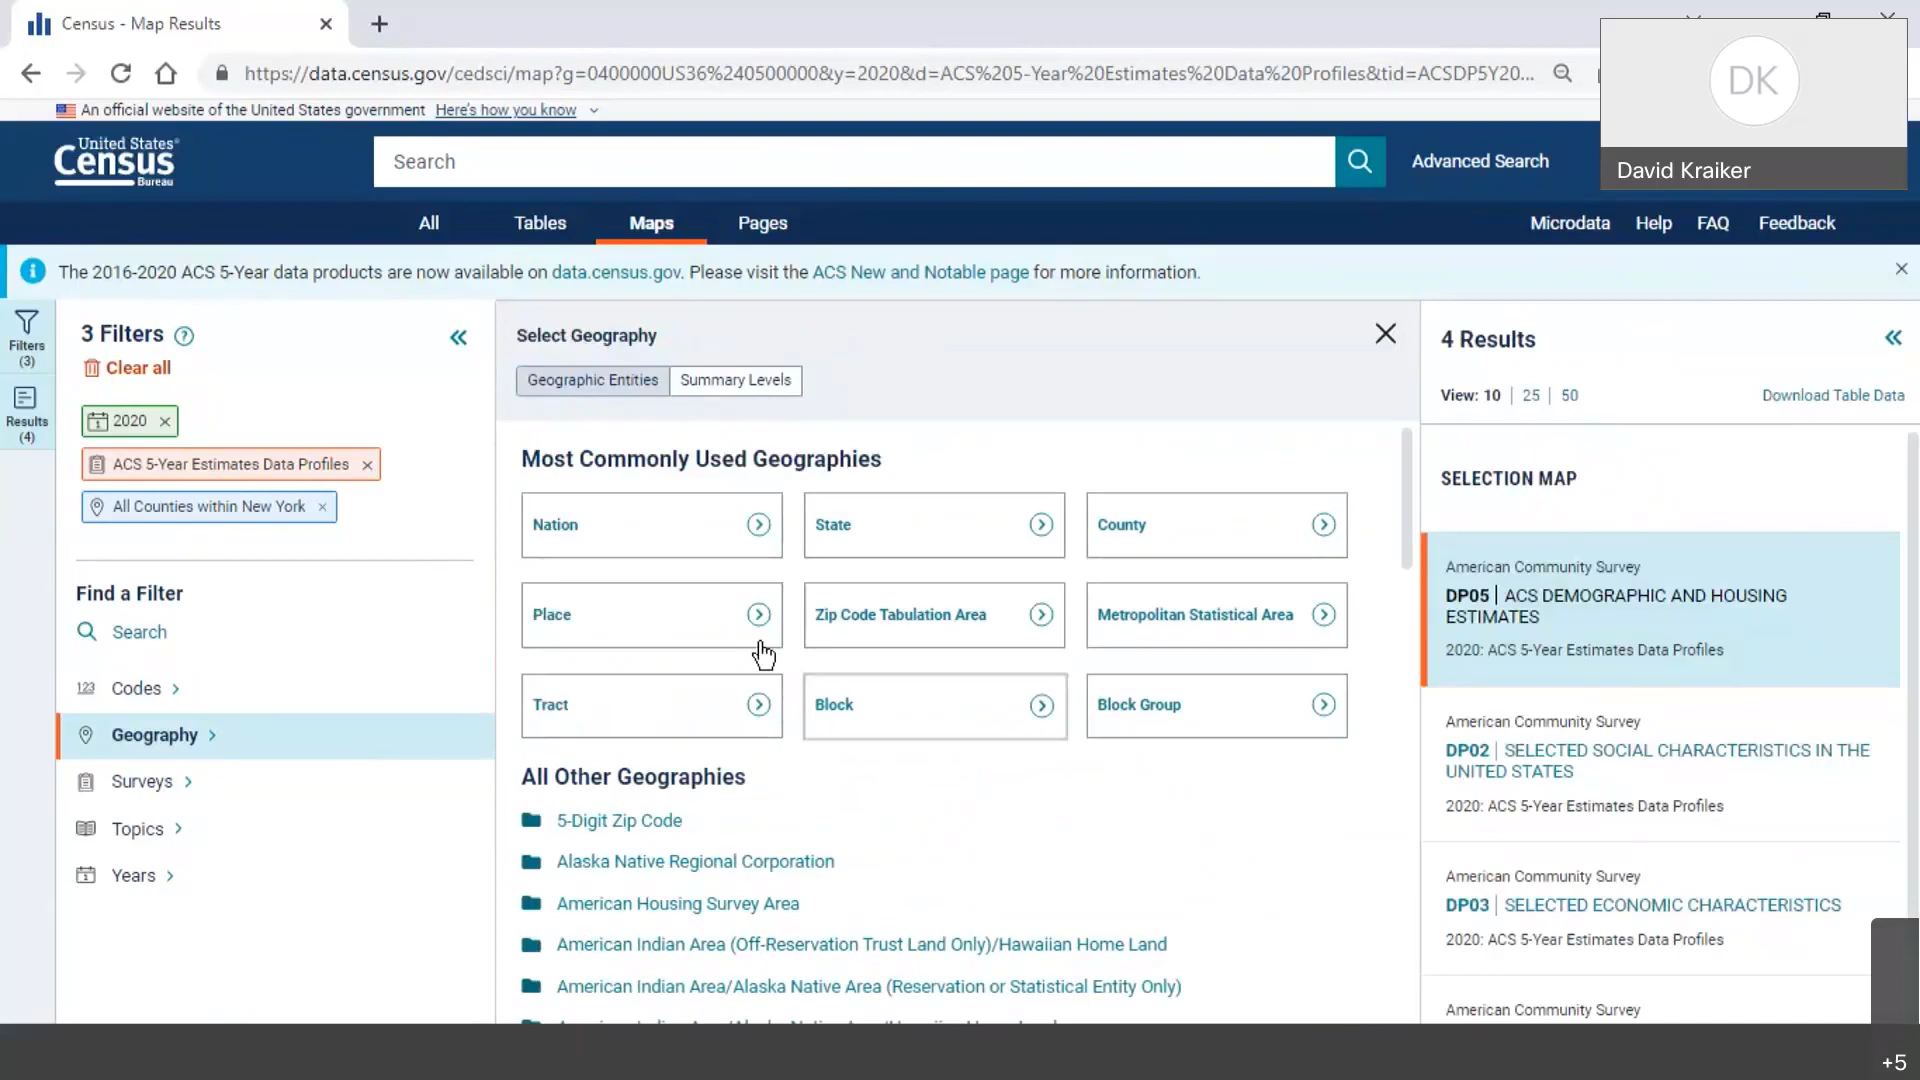 Census - Map Results
https://data.census.gov/cedsci/map?g=0400000US36%240500000&y=2020&d=ACS%205-Year%20Estimates%20Data%20Profiles&tid=ACSDP5Y20...
DK
David Kraiker
An official website of the United States government Here's how you know
United States®
Census
Bureau
Search
Advanced Search
All
Tables
Maps
Pages
Microdata
Help
FAQ
Feedback
The 2016-2020 ACS 5-Year data products are now available on data.census.gov. Please visit the ACS New and Notable page for more information.
Filters
(3)
Results
(4)
3 Filters
Clear all
2020
ACS 5-Year Estimates Data Profiles
All Counties within New York
Find a Filter
Search
123 Codes
Geography
Surveys
Topics
Years
Select Geography
Geographic Entities
Summary Levels
Most Commonly Used Geographies
Nation
State
County
Place
Zip Code Tabulation Area
Metropolitan Statistical Area
Tract
Block
Block Group
All Other Geographies
5-Digit Zip Code
Alaska Native Regional Corporation
American Housing Survey Area
American Indian Area (Off-Reservation Trust Land Only)/Hawaiian Home Land
American Indian Area/Alaska Native Area (Reservation or Statistical Entity Only)
4 Results
View: 10 | 25 | 50
Download Table Data
SELECTION MAP
American Community Survey
DP05 | ACS DEMOGRAPHIC AND HOUSING
ESTIMATES
2020: ACS 5-Year Estimates Data Profiles
American Community Survey
DP02 | SELECTED SOCIAL CHARACTERISTICS IN THE
UNITED STATES
2020: ACS 5-Year Estimates Data Profiles
American Community Survey
DP03 | SELECTED ECONOMIC CHARACTERISTICS
2020: ACS 5-Year Estimates Data Profiles
American Community Survey
+5